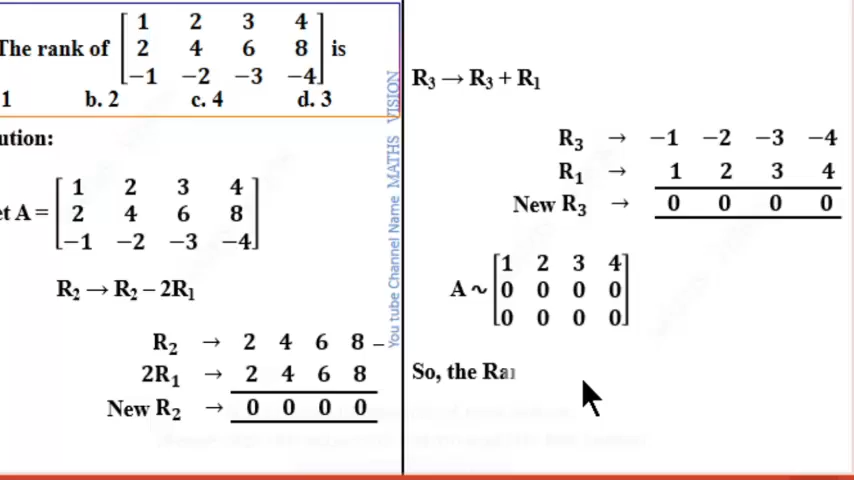 The rank of [1 2 3 4
2 4 6 8
−1 −2 −3 −4] is
1 b. 2 c. 4 d. 3
ution:
et A = [1 2 3 4
2 4 6 8
−1 −2 −3 −4]
R₂ → R₂ – 2R₁
R₂ → 2 4 6 8 –
2R₁ → 2 4 6 8
New R₂ → 0 0 0 0
You tube Channel Name MATHS VISION
R₃ → R₃ + R₁
R₃ → −1 −2 −3 −4
R₁ → 1 2 3 4
New R₃ → 0 0 0 0
A ~ [1 2 3 4
0 0 0 0
0 0 0 0]
So, the Ran